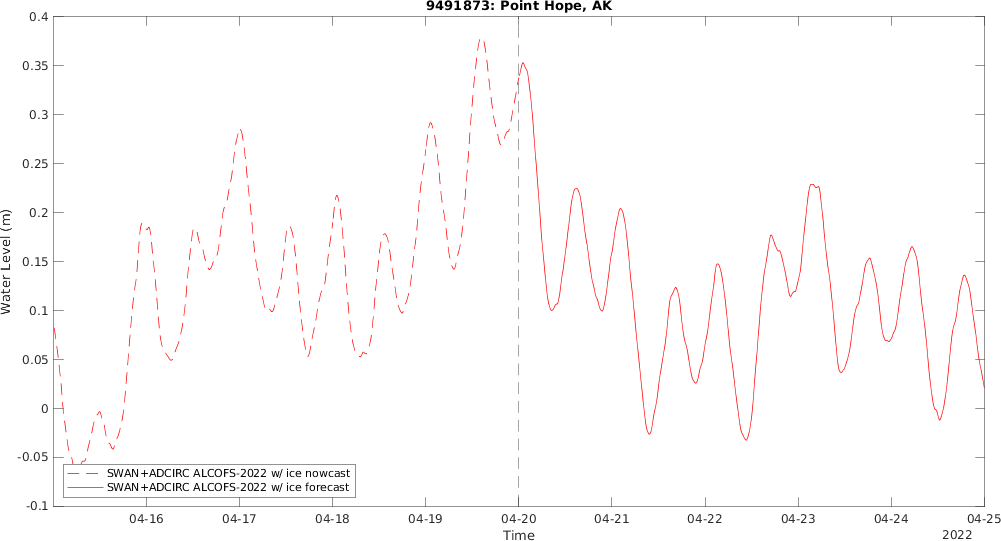 9491873: Point Hope, AK
0.4
0.35
0.3
0.25
0.2
0.15
0.1
0.05
0
-0.05
-0.1
Water Level (m)
SWAN+ADCIRC ALCOFS-2022 w/ ice nowcast
SWAN+ADCIRC ALCOFS-2022 w/ ice forecast
04-16 04-17 04-18 04-19 04-20 04-21 04-22 04-23 04-24 04-25
Time
2022